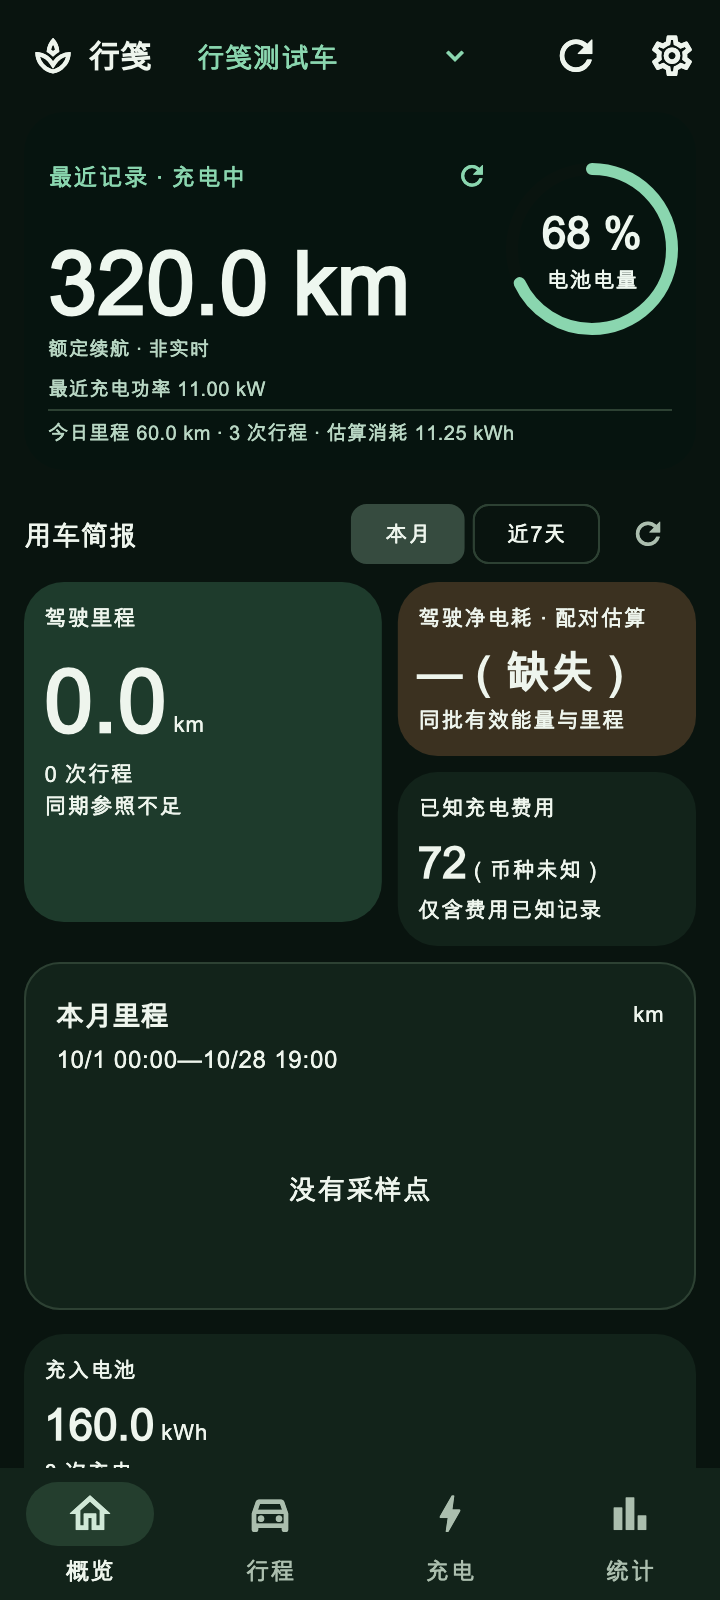 行笺 行笺测试车
最近记录 · 充电中
320.0 km
额定续航 · 非实时
最近充电功率 11.00 kW
68 %
电池电量
今日里程 60.0 km · 3 次行程 · 估算消耗 11.25 kWh
用车简报 本月 近7天
驾驶里程
0.0 km
0 次行程
同期参照不足
驾驶净电耗 · 配对估算
—(缺失)
同批有效能量与里程
已知充电费用
72(币种未知)
仅含费用已知记录
本月里程 km
10/1 00:00—10/28 19:00
没有采样点
充入电池
160.0 kWh
概览 行程 充电 统计